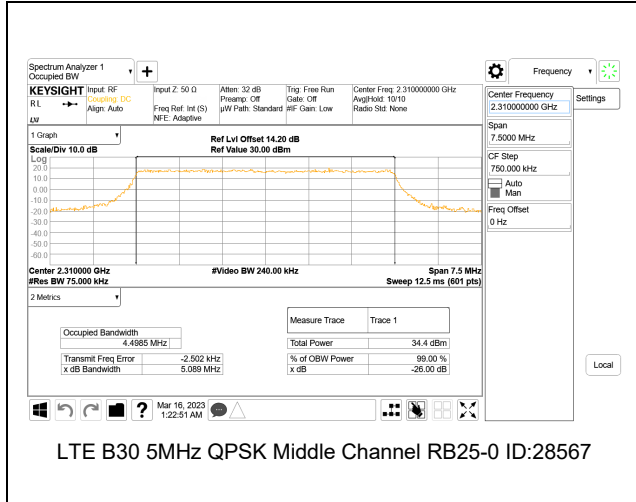 Spectrum Analyzer 1
Occupied BW
Frequency
KEYSIGHT
Input: RF
Input Z: 50 Ω
Atten: 32 dB
Trig: Free Run
Center Freq: 2.310000000 GHz
RL
Coupling: DC
Preamp: Off
Gate: Off
Avg|Hold: 10/10
Align: Auto
Freq Ref: Int (S)
µW Path: Standard
#IF Gain: Low
Radio Std: None
LXI
NFE: Adaptive
Center Frequency
2.310000000 GHz
Settings
Span
7.5000 MHz
CF Step
750.000 kHz
Auto
Man
Freq Offset
0 Hz
1 Graph
Ref Lvl Offset 14.20 dB
Scale/Div 10.0 dB
Ref Value 30.00 dBm
Log
20.0
10.0
0.00
-10.0
-20.0
-30.0
-40.0
-50.0
-60.0
Center 2.310000 GHz
#Video BW 240.00 kHz
Span 7.5 MHz
#Res BW 75.000 kHz
Sweep 12.5 ms (601 pts)
2 Metrics
Measure Trace
Trace 1
Occupied Bandwidth
4.4985 MHz
Total Power
34.4 dBm
Transmit Freq Error
-2.502 kHz
% of OBW Power
99.00 %
x dB Bandwidth
5.089 MHz
x dB
-26.00 dB
Local
Mar 16, 2023
1:22:51 AM
LTE B30 5MHz QPSK Middle Channel RB25-0 ID:28567